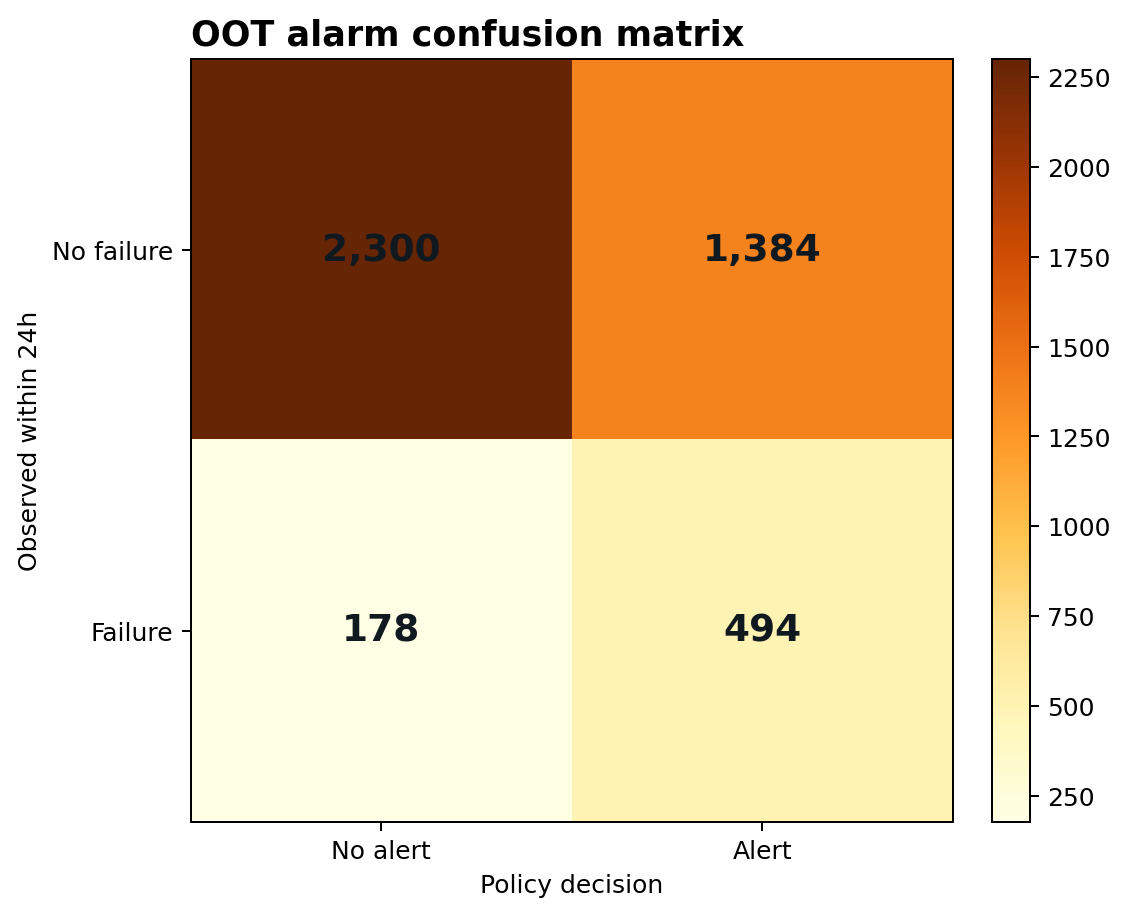 OOT alarm confusion matrix
2250
2000
1750
1500
1250
1000
750
500
250
Observed within 24h
No failure
2,300
1,384
Failure
178
494
No alert
Alert
Policy decision